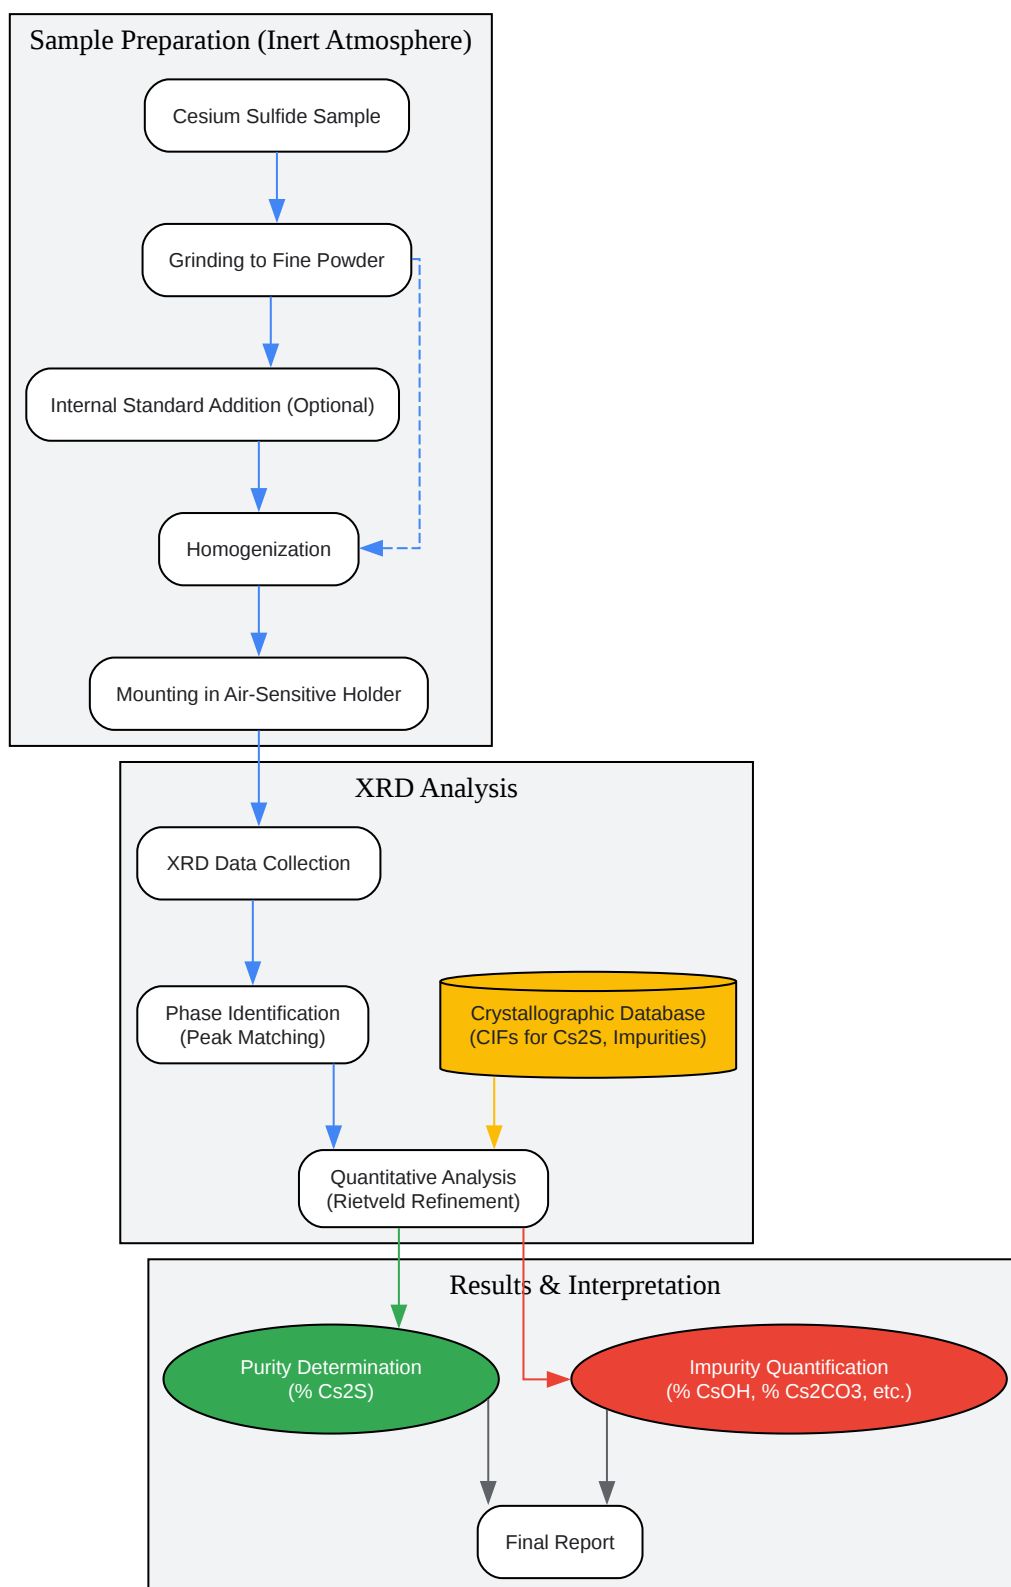 Sample Preparation (Inert Atmosphere)
Cesium Sulfide Sample
Grinding to Fine Powder
Internal Standard Addition (Optional)
Homogenization
Mounting in Air-Sensitive Holder
XRD Analysis
XRD Data Collection
Phase Identification
(Peak Matching)
Crystallographic Database
(CIFs for Cs2S, Impurities)
Quantitative Analysis
(Rietveld Refinement)
Results & Interpretation
Purity Determination
(% Cs2S)
Impurity Quantification
(% CsOH, % Cs2CO3, etc.)
Final Report